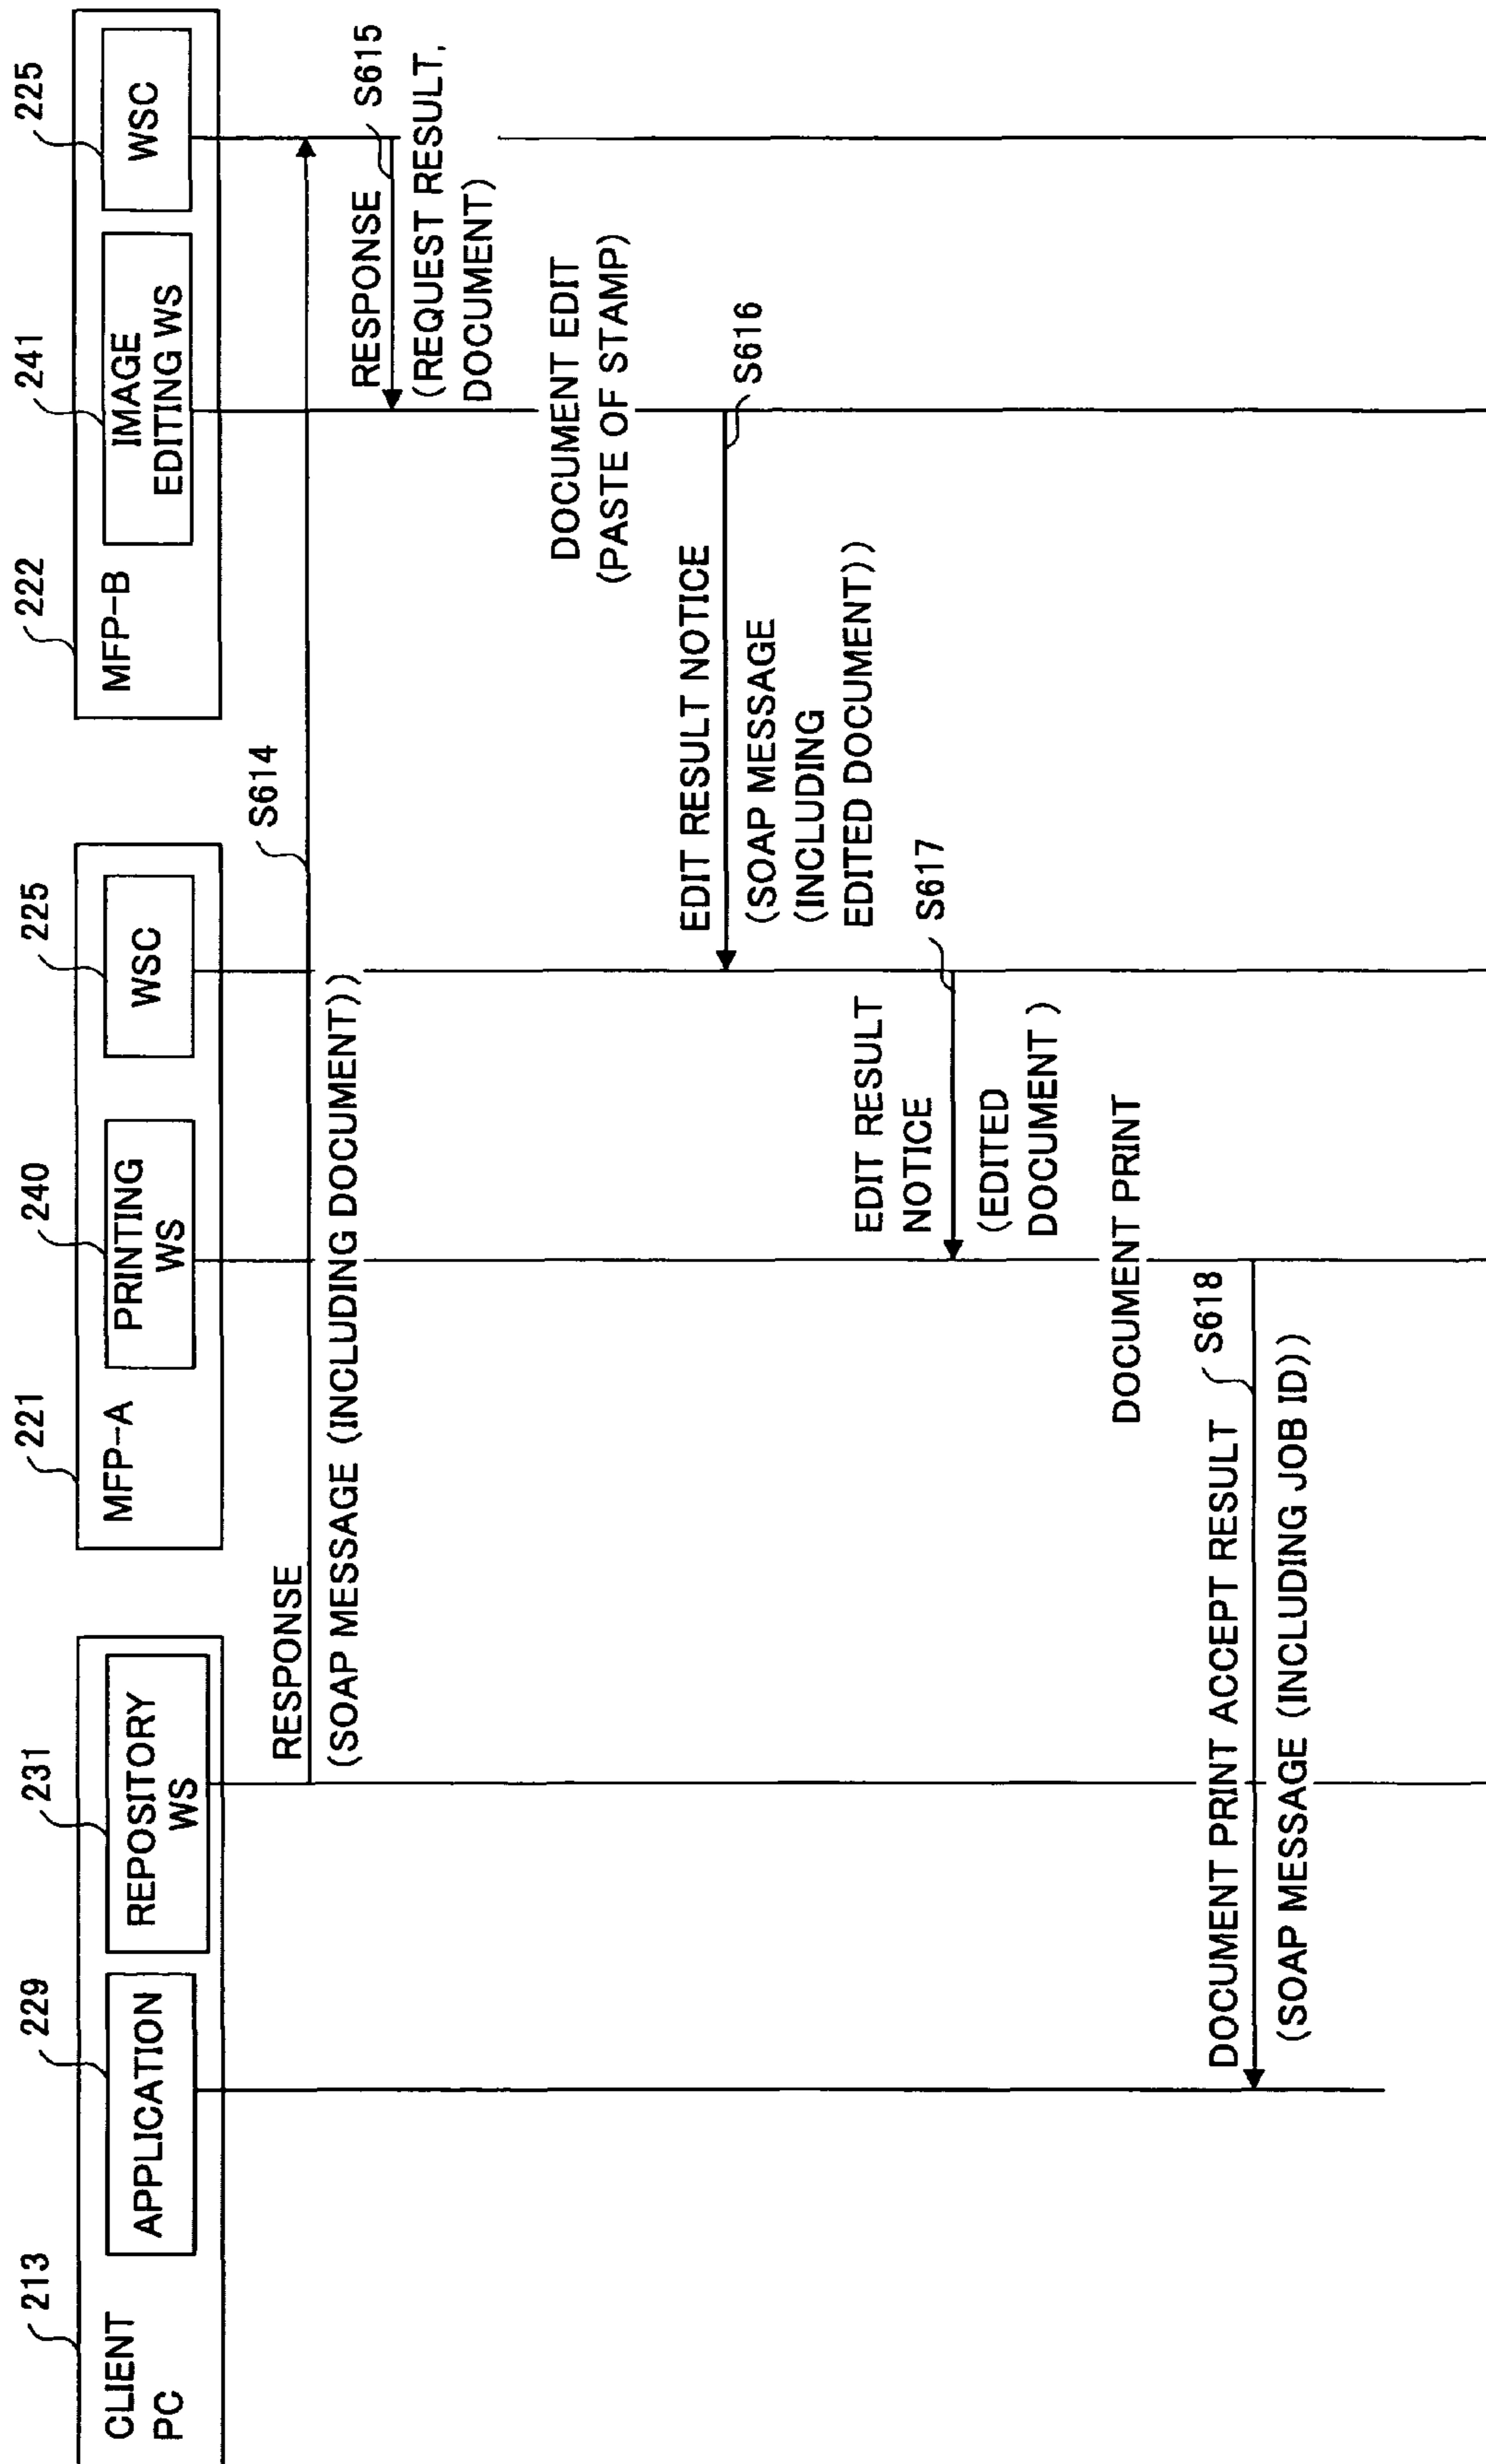 213
CLIENT
PC
229
APPLICATION
231
REPOSITORY
WS
221
MFP-A
240
PRINTING
WS
225
WSC
222
MFP-B
241
IMAGE
EDITING WS
225
WSC
RESPONSE
S614
(SOAP MESSAGE (INCLUDING DOCUMENT))
RESPONSE
S615
(REQUEST RESULT,
DOCUMENT)
DOCUMENT EDIT
(PASTE OF STAMP)
EDIT RESULT NOTICE
S616
(SOAP MESSAGE
(INCLUDING
EDITED DOCUMENT))
EDIT RESULT
NOTICE
S617
(EDITED
DOCUMENT )
DOCUMENT PRINT
DOCUMENT PRINT ACCEPT RESULT
S618
(SOAP MESSAGE (INCLUDING JOB ID))